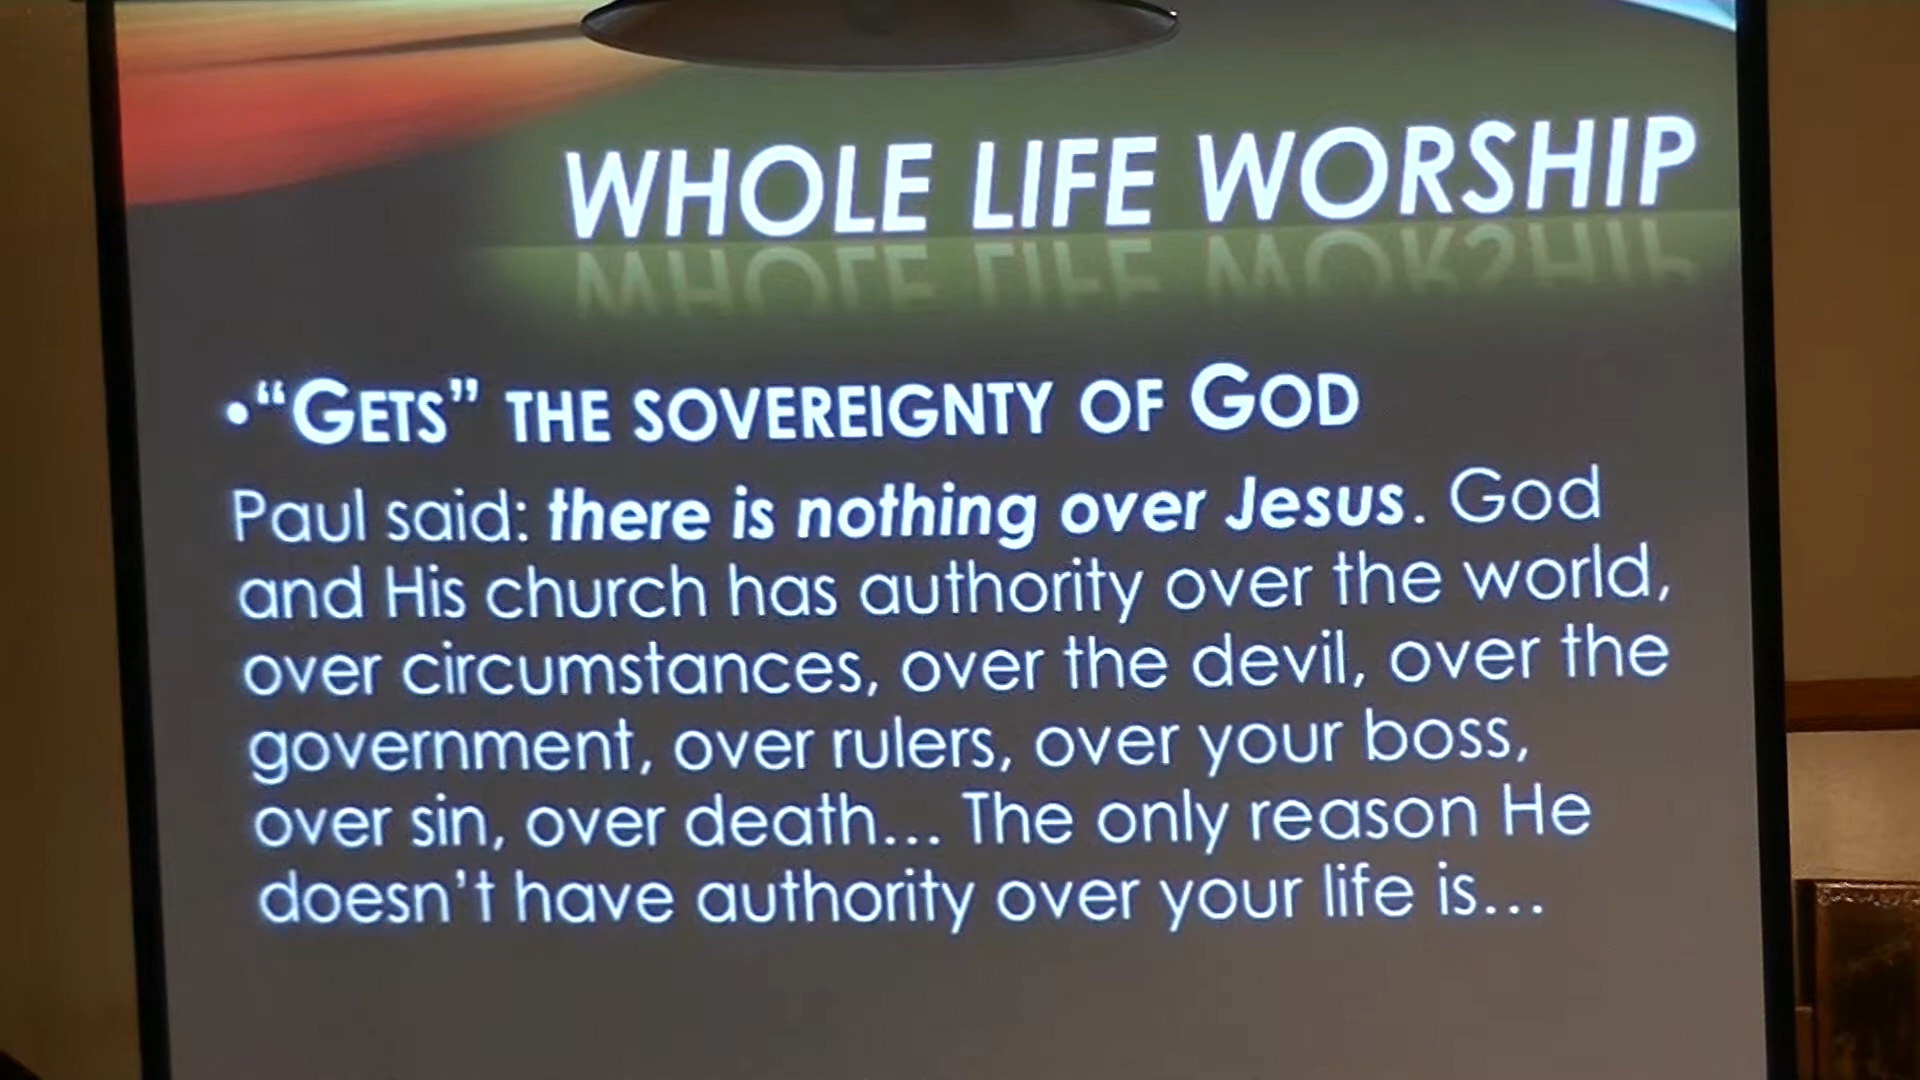 WHOLE LIFE WORSHIP
•“GETS” THE SOVEREIGNTY OF GOD
Paul said: there is nothing over Jesus. God
and His church has authority over the world,
over circumstances, over the devil, over the
government, over rulers, over your boss,
over sin, over death... The only reason He
doesn’t have authority over your life is...